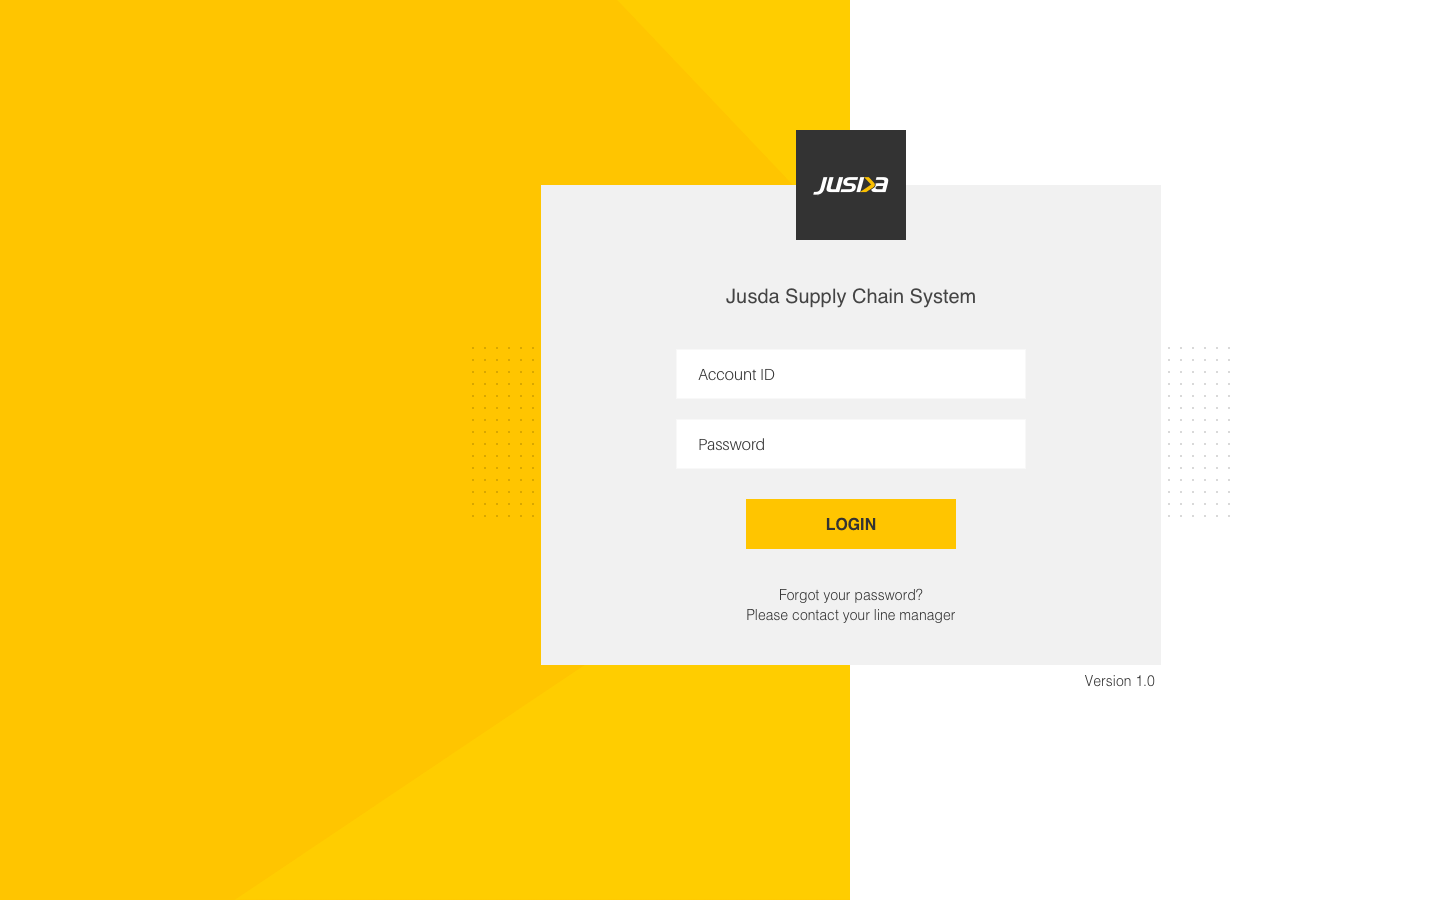 JUSDA
Jusda Supply Chain System
Account ID
Password
LOGIN
Forgot your password?
Please contact your line manager
Version 1.0